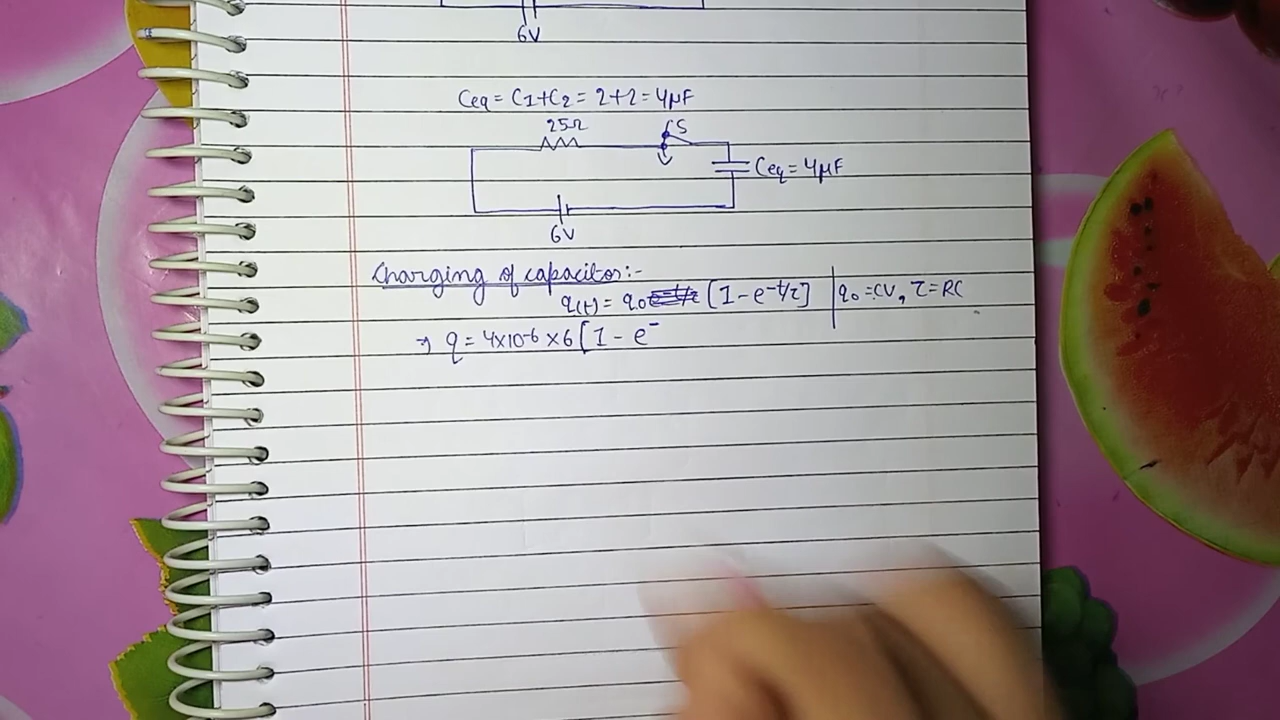 6V
Ceq = C1+C2 = 2+2 = 4μF
25Ω
S
Ceq = 4μF
6V
Charging of capacitor:-
q(t) = q0 [1 - e^-t/τ] | q0 = CV, τ = RC
→ q = 4×10^-6 × 6 [1 - e^-